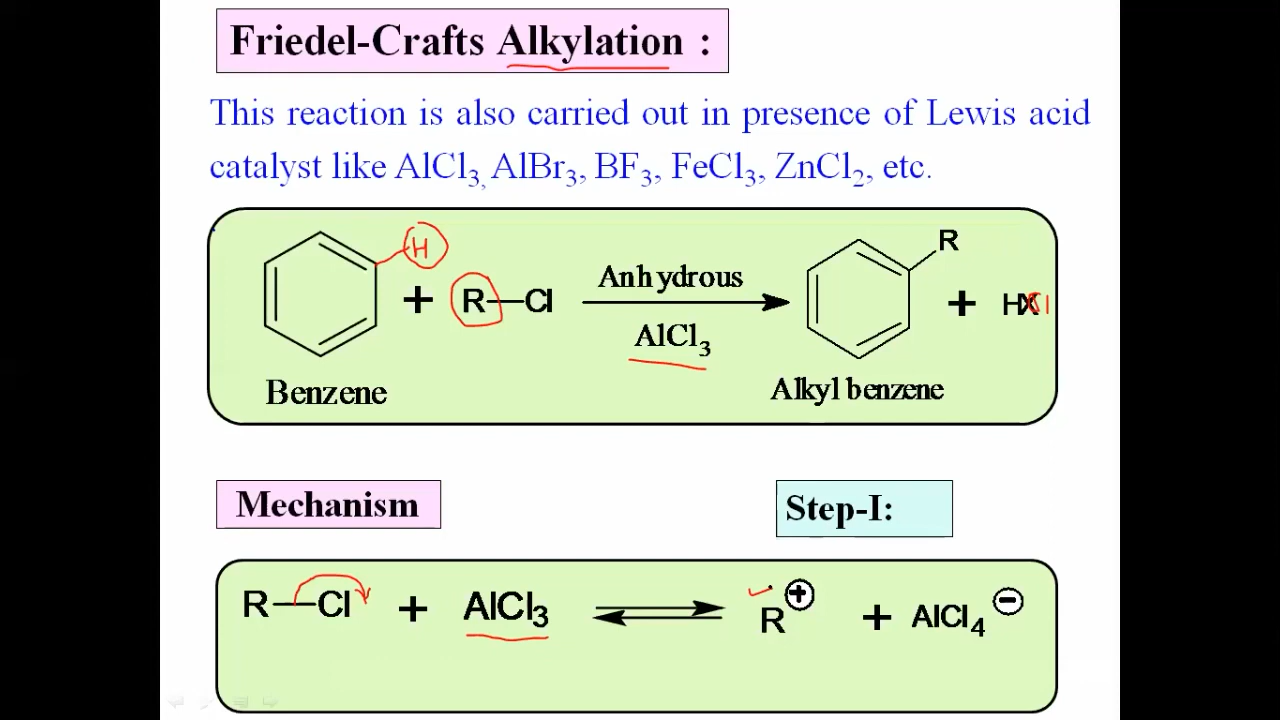 Friedel-Crafts Alkylation :
This reaction is also carried out in presence of Lewis acid
catalyst like AlCl₃, AlBr₃, BF₃, FeCl₃, ZnCl₂, etc.
H
R
R—Cl
+
Anhydrous
+
HXCl
AlCl₃
Benzene
Alkyl benzene
Mechanism
Step-I:
R—Cl + AlCl₃ ⇌ R⊕ + AlCl₄⊖